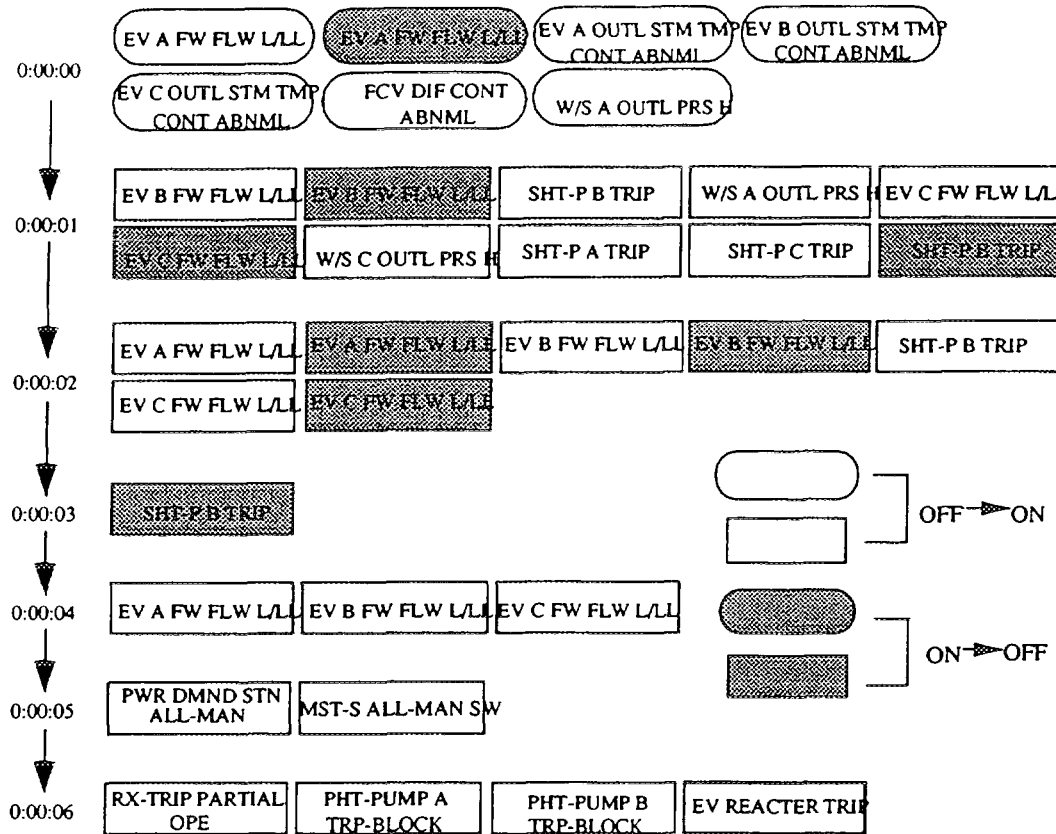 EV A FW FLW L/LL
EV A FW FLW L/LL
EV A OUTL STM TMP
CONT ABNML
EV B OUTL STM TMP
CONT ABNML
0:00:00
EV C OUTL STM TMP
CONT ABNML
FCV DIF CONT
ABNML
W/S A OUTL PRS H
EV B FW FLW L/LL
EV B FW FLW L/LL
SHT-P B TRIP
W/S A OUTL PRS H
EV C FW FLW L/LL
0:00:01
EV C FW FLW L/LL
W/S C OUTL PRS H
SHT-P A TRIP
SHT-P C TRIP
SHT-P B TRIP
EV A FW FLW L/LL
EV A FW FLW L/LL
EV B FW FLW L/LL
EV B FW FLW L/LL
SHT-P B TRIP
0:00:02
EV C FW FLW L/LL
EV C FW FLW L/LL
0:00:03
SHT-P B TRIP
OFF
ON
0:00:04
EV A FW FLW L/LL
EV B FW FLW L/LL
EV C FW FLW L/LL
ON
OFF
0:00:05
PWR DMND STN
ALL-MAN
MST-S ALL-MAN SW
0:00:06
RX-TRIP PARTIAL
OPE
PHT-PUMP A
TRP-BLOCK
PHT-PUMP B
TRP-BLOCK
EV REACTER TRIP